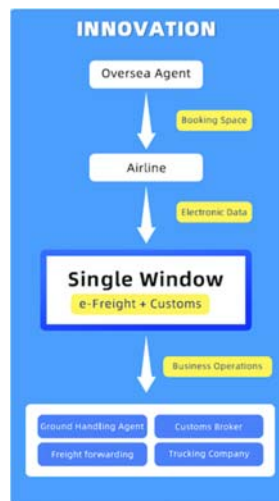 INNOVATION
Oversea Agent
Booking Space
Airline
Electronic Data
Single Window
e-Freight + Customs
Business Operations
Ground Handling Agent
Customs Broker
Freight forwarding
Trucking Company